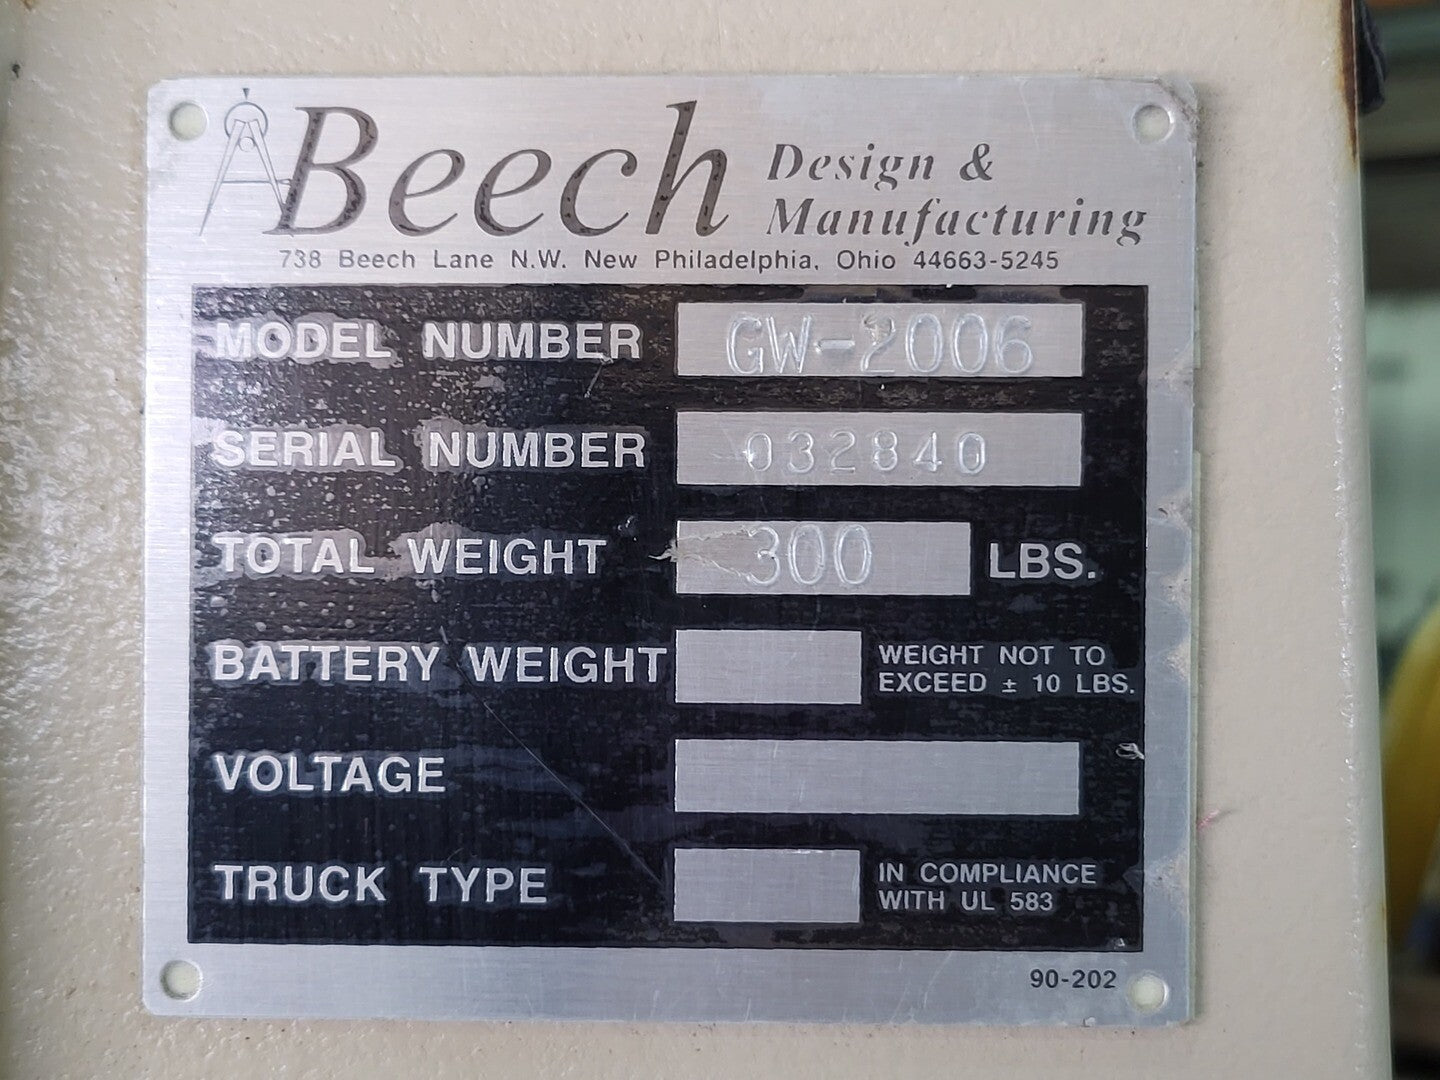 Beech Design &
Manufacturing
738 Beech Lane N.W. New Philadelphia, Ohio 44663-5245
MODEL NUMBER GW-2006
SERIAL NUMBER 032840
TOTAL WEIGHT 300 LBS.
BATTERY WEIGHT WEIGHT NOT TO
EXCEED ± 10 LBS.
VOLTAGE
TRUCK TYPE IN COMPLIANCE
WITH UL 583
90-202